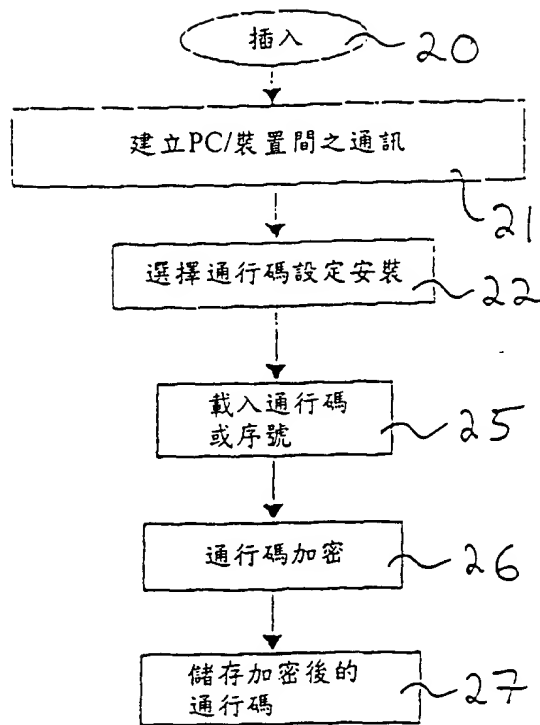 插入
20
建立PC/裝置間之通訊
21
選擇通行碼設定安裝
22
載入通行碼
或序號
25
通行碼加密
26
儲存加密後的
通行碼
27